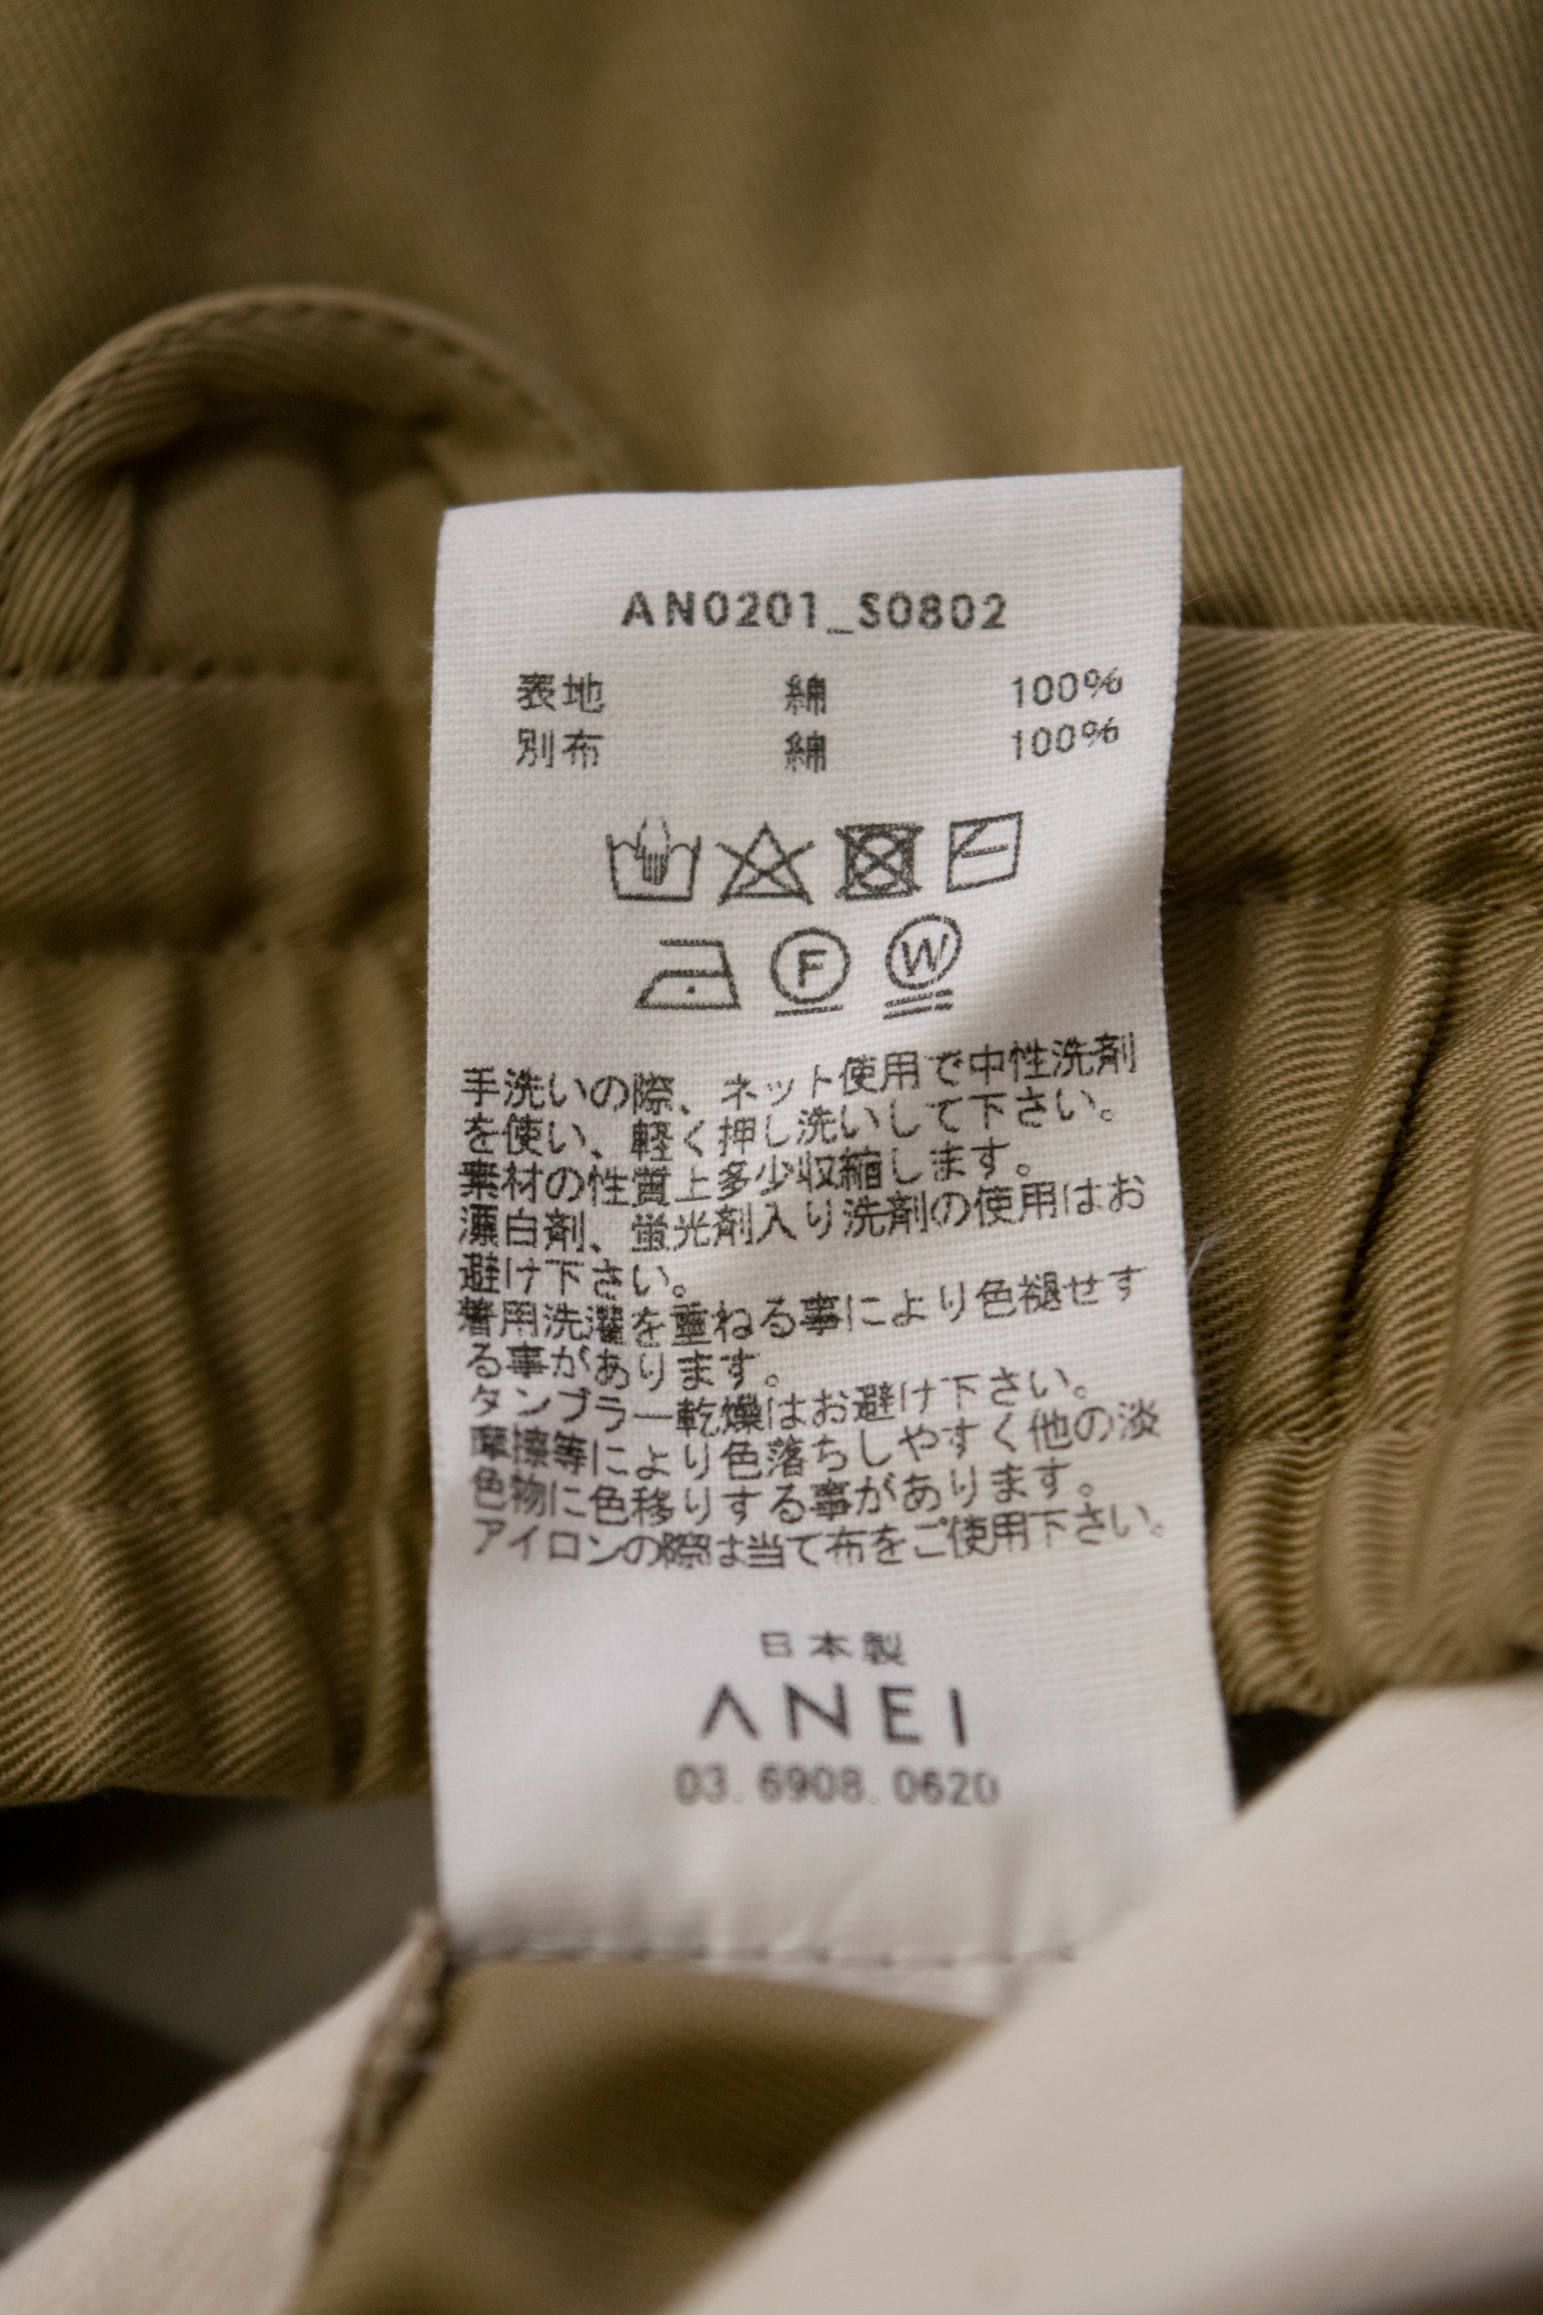 AN0201_S0802
表地 綿 100%
別布 綿 100%
F W
手洗いの際、ネット使用で中性洗剤
を使い、軽く押し洗いして下さい。
素材の性質上多少収縮します。
漂白剤、蛍光剤入り洗剤の使用はお
避け下さい。
着用洗濯を重ねる事により色褪せす
る事があります。
タンブラー乾燥はお避け下さい。
摩擦等により色落ちしやすく他の淡
色物に色移りする事があります。
アイロンの際は当て布をご使用下さい。
日本製
ANEI
03. 6908. 0620